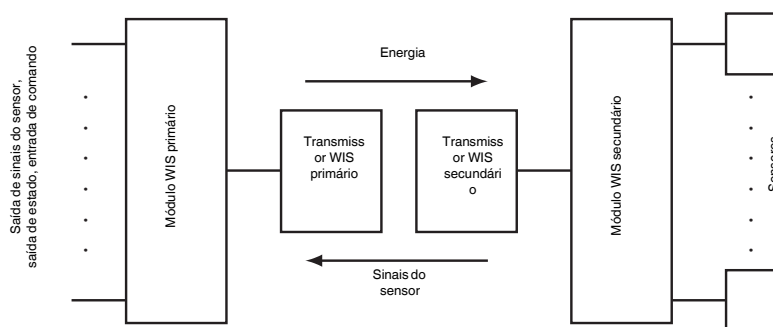 Saída de sinais do sensor,
saída de estado, entrada de comando
Módulo WIS primário
Energia
Transmiss
or WIS
primário
Transmiss
or WIS
secundári
o
Sinais do
sensor
Módulo WIS secundário
Sensores